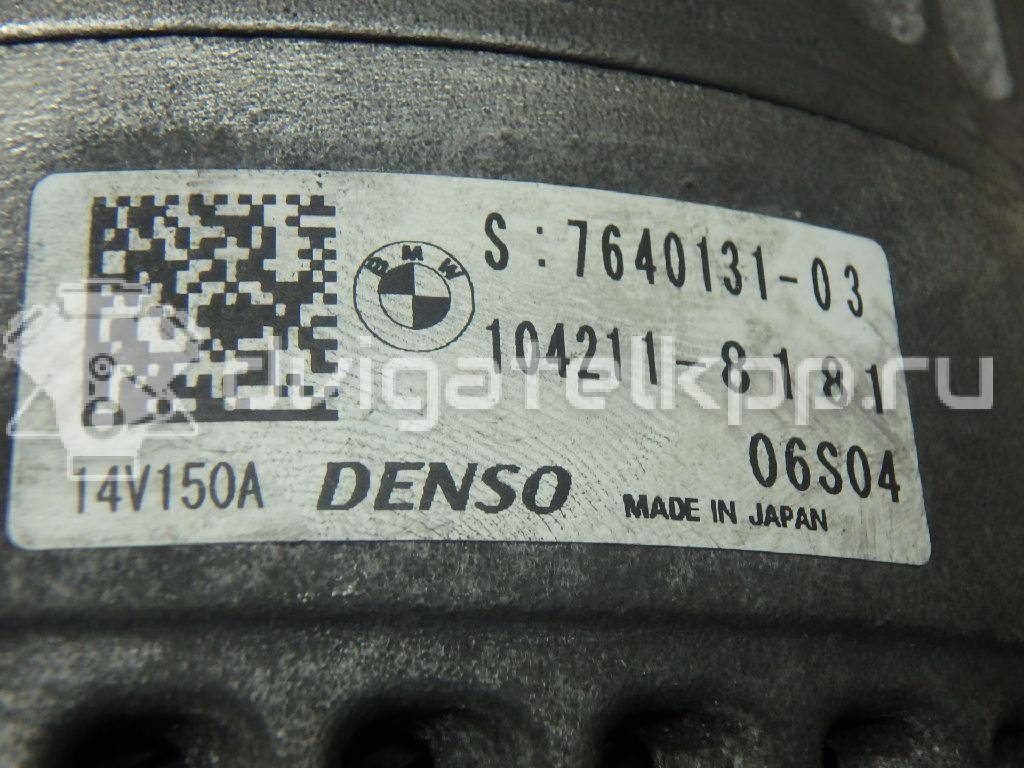 BMW
S:7640131-03
104211-8181
dvigatelkpp.ru
06S04
14V150A DENSO MADE IN JAPAN